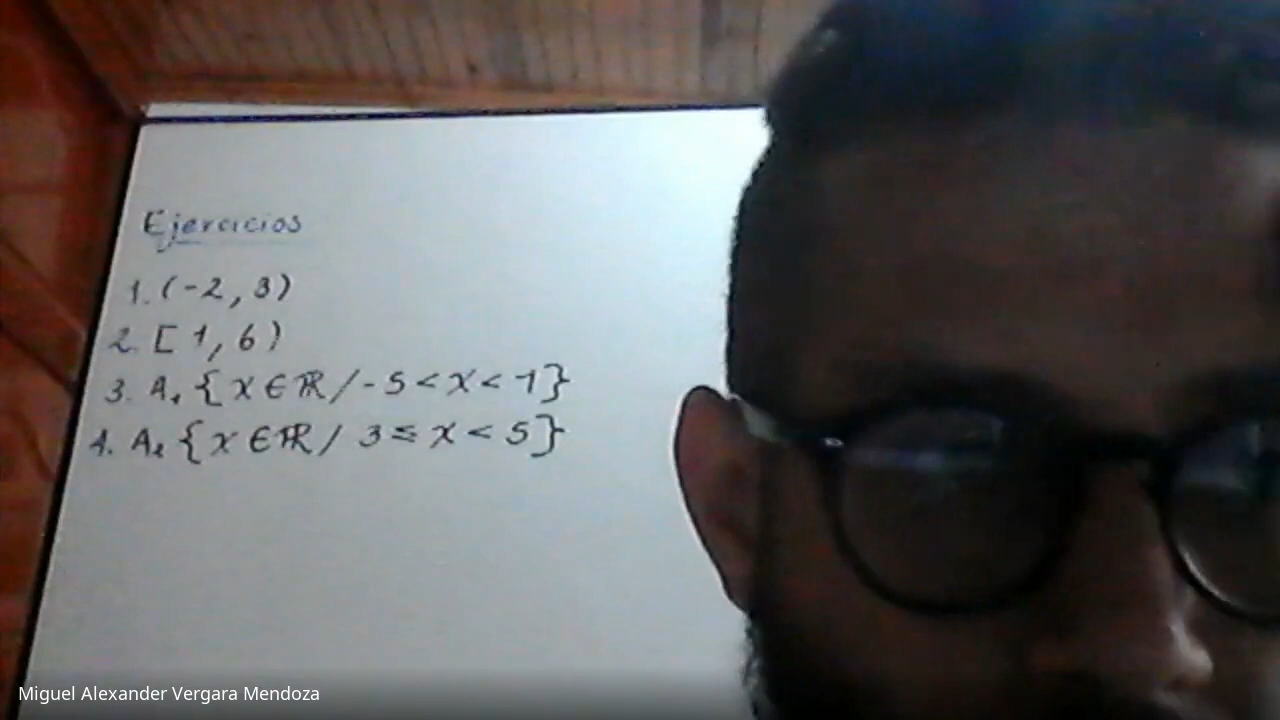 Ejercicios
1. (-2, 3)
2. [1, 6)
3. A₁ {x ∈ ℝ / -5 < x < 1}
4. A₂ {x ∈ ℝ / 3 ≤ x < 5}
Miguel Alexander Vergara Mendoza